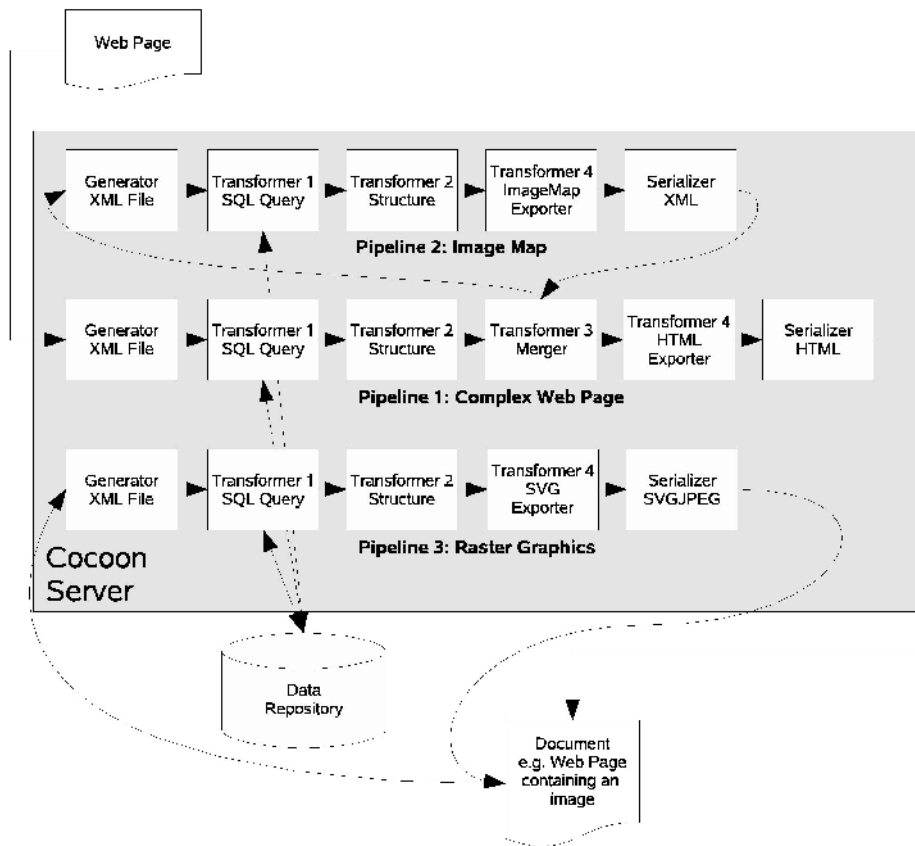 Web Page
Generator
XML File
Transformer 1
SQL Query
Transformer 2
Structure
Transformer 4
ImageMap
Exporter
Serializer
XML
Pipeline 2: Image Map
Generator
XML File
Transformer 1
SQL Query
Transformer 2
Structure
Transformer 3
Merger
Transformer 4
HTML
Exporter
Serializer
HTML
Pipeline 1: Complex Web Page
Generator
XML File
Transformer 1
SQL Query
Transformer 2
Structure
Transformer 4
SVG
Exporter
Serializer
SVGJPEG
Pipeline 3: Raster Graphics
Cocoon
Server
Data
Repository
Document
e.g. Web Page
containing an
image